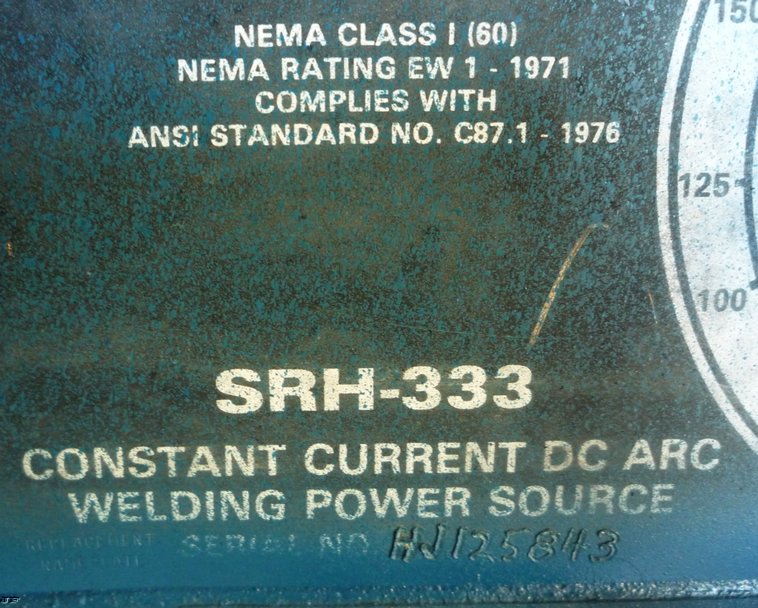 NEMA CLASS I (60)
NEMA RATING EW 1 - 1971
COMPLIES WITH
ANSI STANDARD NO. C87.1 - 1976
150
125
100
SRH-333
CONSTANT CURRENT DC ARC
WELDING POWER SOURCE
REPLACEMENT
NAMEPLATE
SERIAL NO. HJ125843